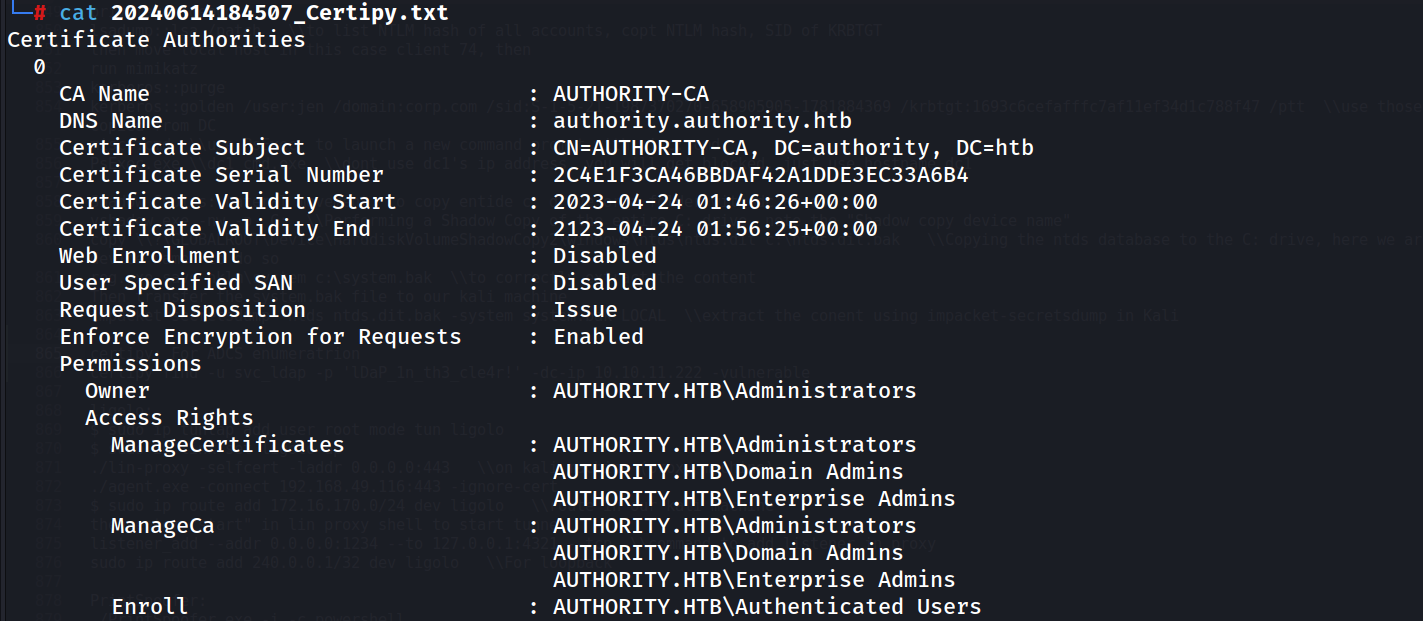 # cat 20240614184507_Certipy.txt
Certificate Authorities
  0
    CA Name                             : AUTHORITY-CA
    DNS Name                            : authority.authority.htb
    Certificate Subject                 : CN=AUTHORITY-CA, DC=authority, DC=htb
    Certificate Serial Number           : 2C4E1F3CA46BBDAF42A1DDE3EC33A6B4
    Certificate Validity Start          : 2023-04-24 01:46:26+00:00
    Certificate Validity End            : 2123-04-24 01:56:25+00:00
    Web Enrollment                      : Disabled
    User Specified SAN                  : Disabled
    Request Disposition                 : Issue
    Enforce Encryption for Requests     : Enabled
    Permissions
      Owner                             : AUTHORITY.HTB\Administrators
      Access Rights
        ManageCertificates              : AUTHORITY.HTB\Administrators
                                          AUTHORITY.HTB\Domain Admins
                                          AUTHORITY.HTB\Enterprise Admins
        ManageCa                        : AUTHORITY.HTB\Administrators
                                          AUTHORITY.HTB\Domain Admins
                                          AUTHORITY.HTB\Enterprise Admins
        Enroll                          : AUTHORITY.HTB\Authenticated Users